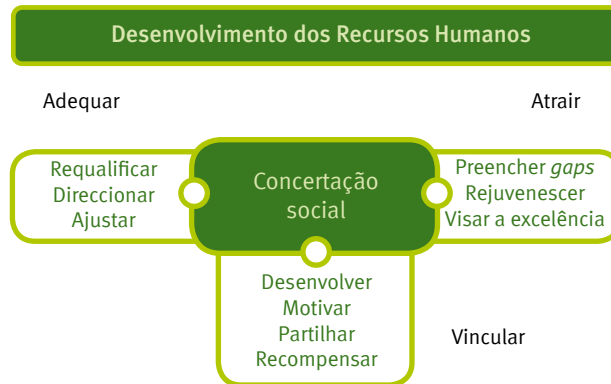 Desenvolvimento dos Recursos Humanos
Adequar
Atrair
Requalificar
Direccionar
Ajustar
Concertação
social
Preencher gaps
Rejuvenescer
Visar a excelência
Desenvolver
Motivar
Partilhar
Recompensar
Vincular